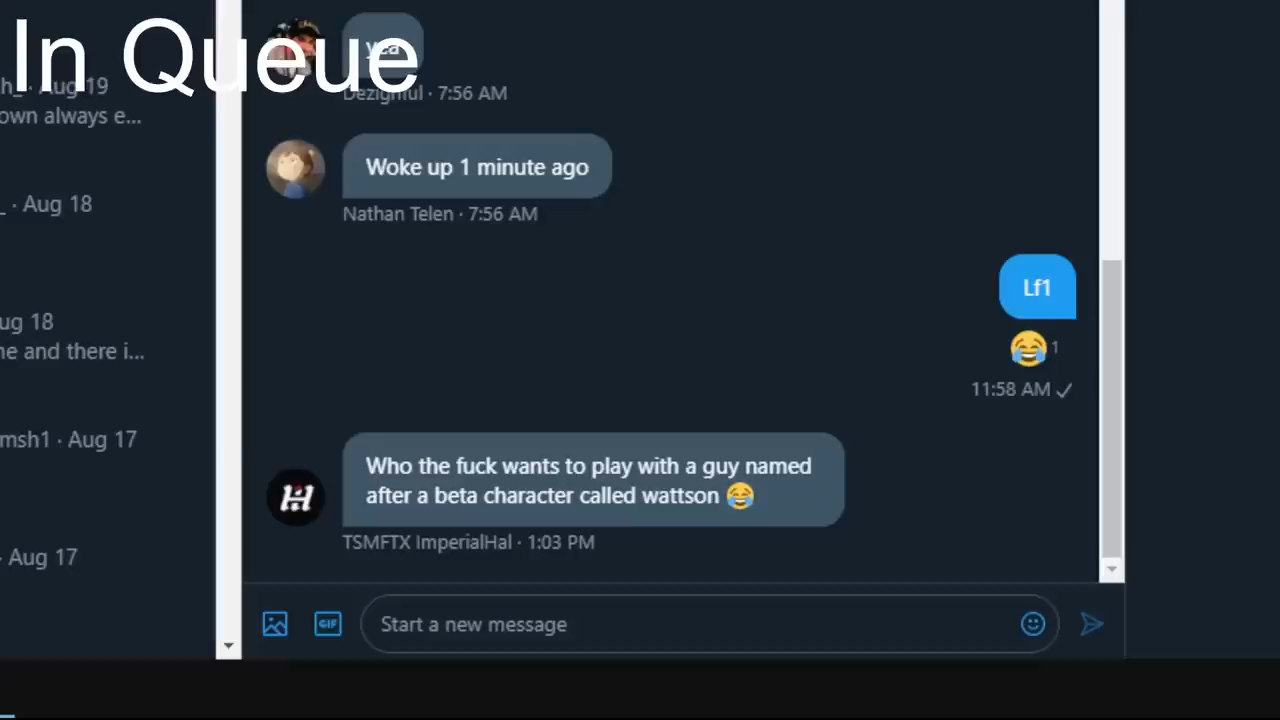 In Queue
h_ · Aug 19
own always e...
_ · Aug 18
ug 18
ne and there i...
msh1 · Aug 17
· Aug 17
yea
Dezignful · 7:56 AM
Woke up 1 minute ago
Nathan Telen · 7:56 AM
Lf1
😂 1
11:58 AM ✓
Who the fuck wants to play with a guy named
after a beta character called wattson 😂
TSMFTX ImperialHal · 1:03 PM
GIF
Start a new message